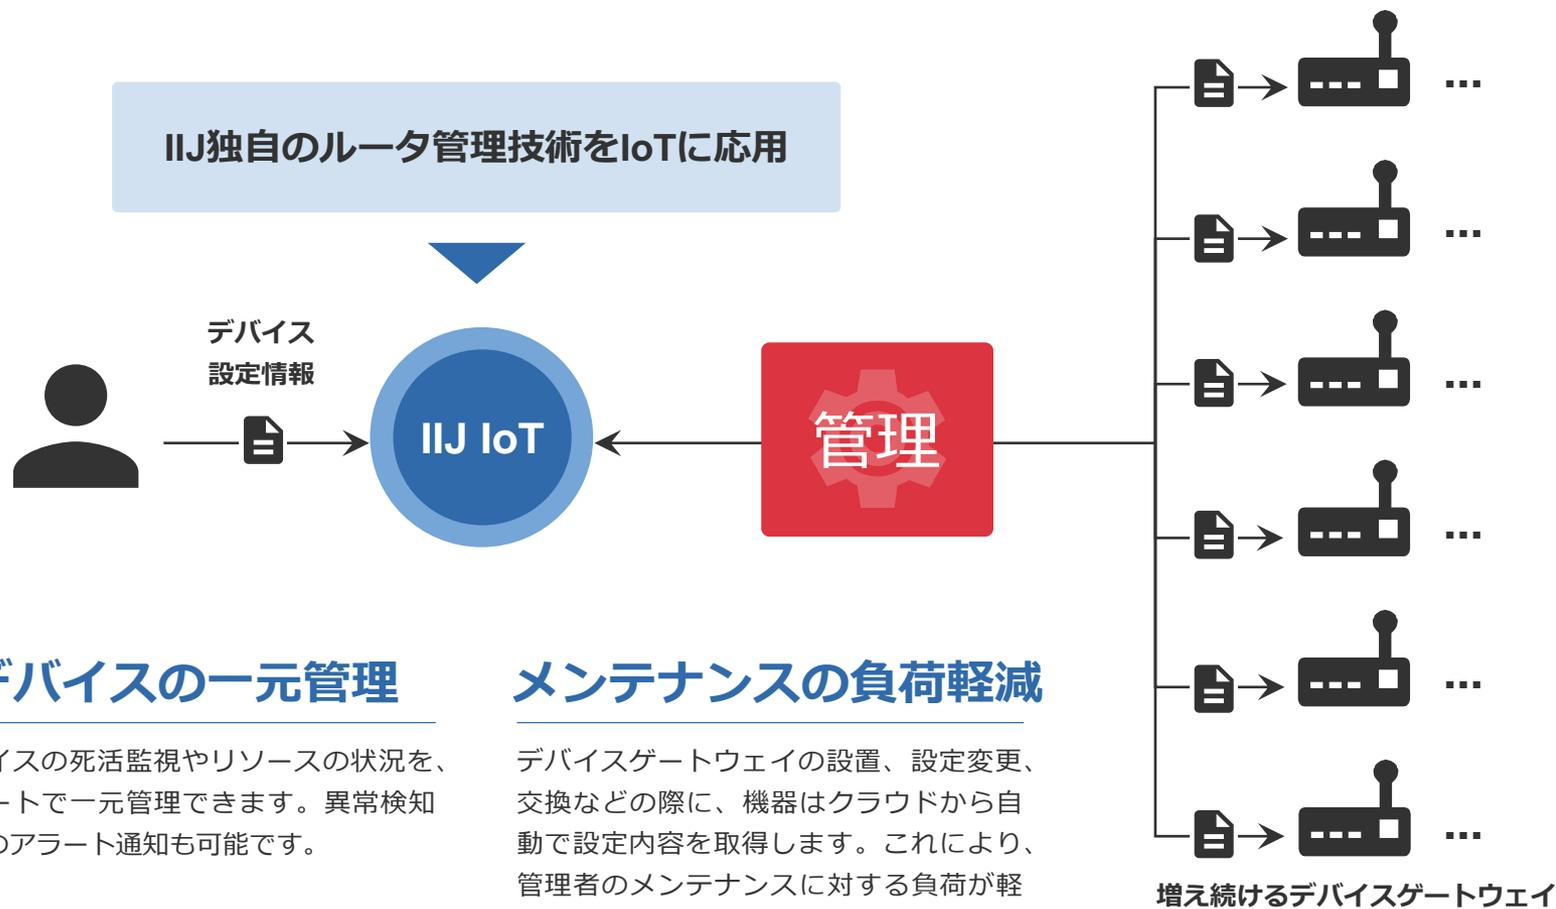 IIJ独自のルータ管理技術をIoTに応用
デバイス
設定情報
IIJ IoT
管理
...
...
...
...
...
...
増え続けるデバイスゲートウェイ
デバイスの一元管理
イスの死活監視やリソースの状況を、
ートで一元管理できます。異常検知
のアラート通知も可能です。
メンテナンスの負荷軽減
デバイスゲートウェイの設置、設定変更、
交換などの際に、機器はクラウドから自
動で設定内容を取得します。これにより、
管理者のメンテナンスに対する負荷が軽